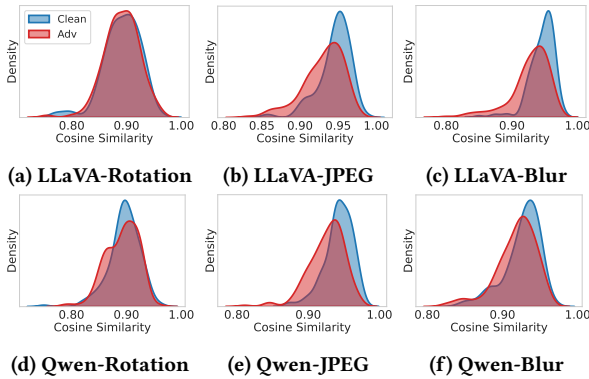 Clean
Adv
Density
0.80 0.90 1.00
Cosine Similarity
Density
0.80 0.85 0.90 0.95 1.00
Cosine Similarity
Density
0.80 0.90 1.00
Cosine Similarity
(a) LLaVA-Rotation (b) LLaVA-JPEG (c) LLaVA-Blur
Density
0.80 0.90 1.00
Cosine Similarity
Density
0.80 0.90 1.00
Cosine Similarity
Density
0.80 0.90 1.00
Cosine Similarity
(d) Qwen-Rotation (e) Qwen-JPEG (f) Qwen-Blur